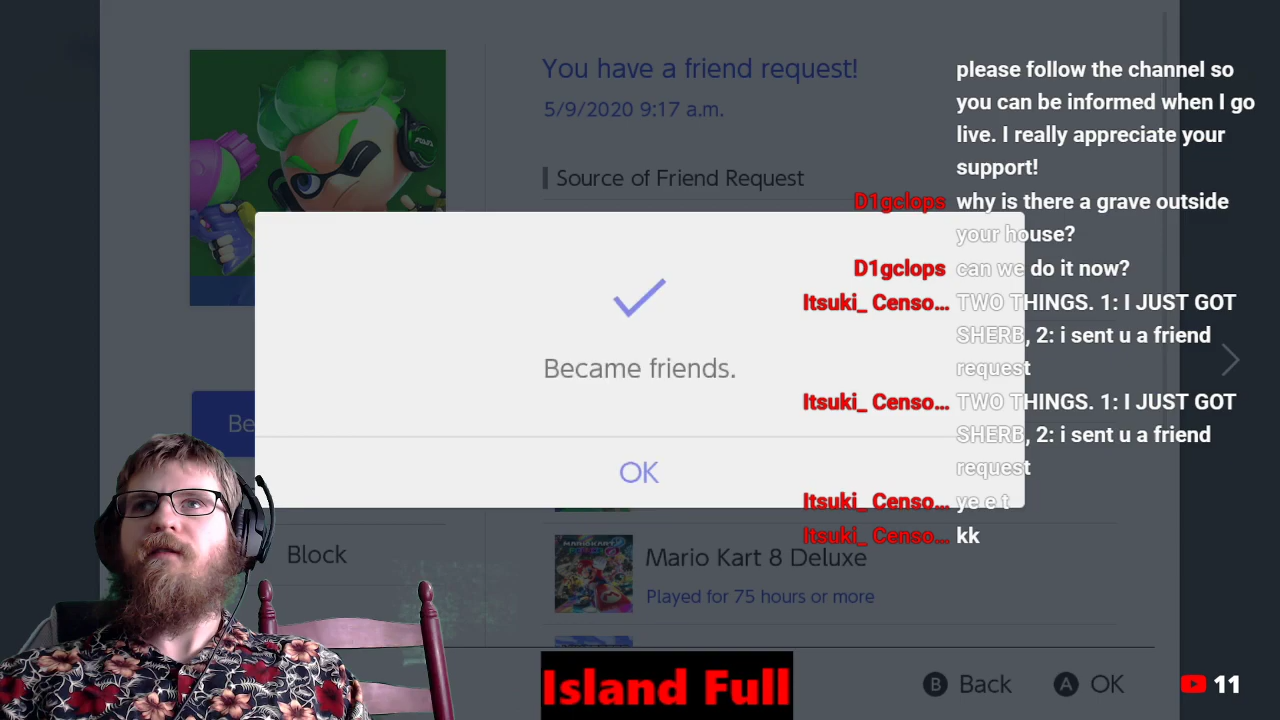 You have a friend request!
5/9/2020 9:17 a.m.
Source of Friend Request
Became friends.
OK
Be
Block
MARIOKART 8
Mario Kart 8 Deluxe
Played for 75 hours or more
Island Full
B Back
A OK
11
please follow the channel so
you can be informed when I go
live. I really appreciate your
support!
D1gclops why is there a grave outside
your house?
D1gclops can we do it now?
Itsuki_ Censo... TWO THINGS. 1: I JUST GOT
SHERB, 2: i sent u a friend
request
Itsuki_ Censo... TWO THINGS. 1: I JUST GOT
SHERB, 2: i sent u a friend
request
Itsuki_ Censo... ye e t
Itsuki_ Censo... kk